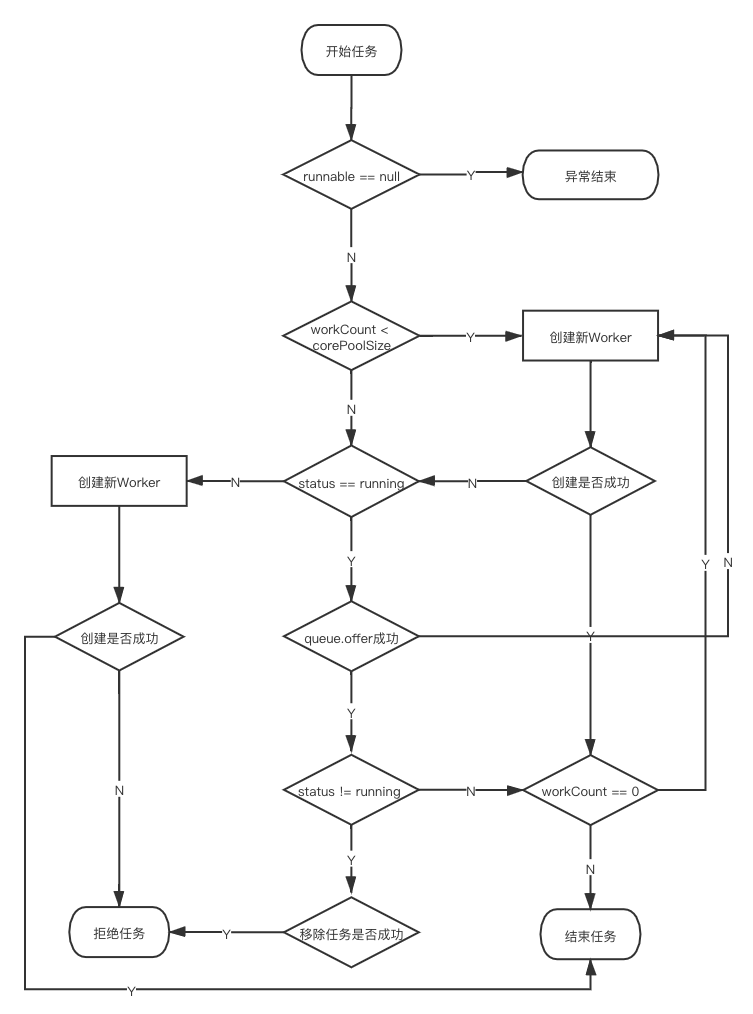 开始任务
runnable == null
Y
异常结束
N
workCount <
corePoolSize
Y
创建新Worker
N
创建新Worker
N
status == running
N
创建是否成功
Y
Y
N
创建是否成功
queue.offer成功
Y
Y
N
status != running
N
workCount == 0
Y
N
拒绝任务
Y
移除任务是否成功
结束任务
Y